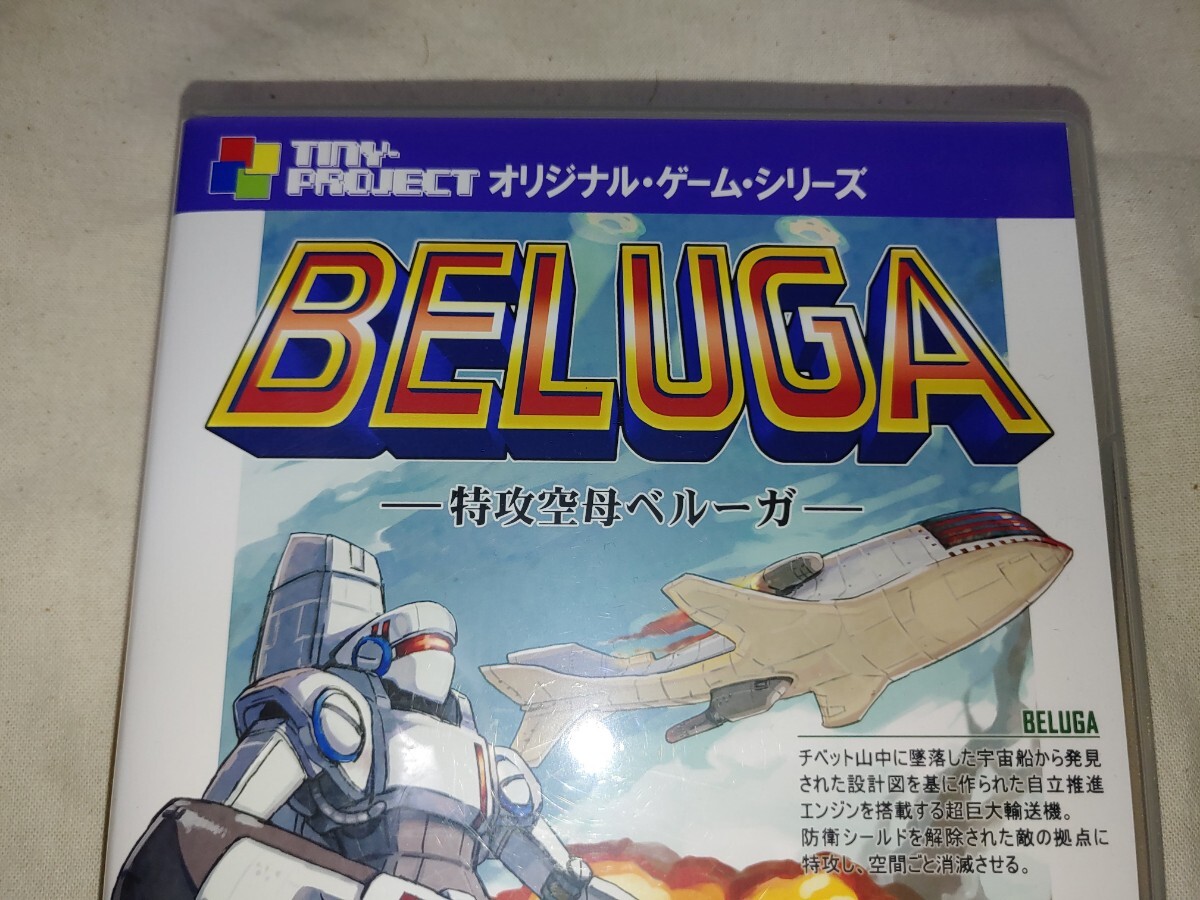 TINY-
PROJECT オリジナル・ゲーム・シリーズ
BELUGA
—特攻空母ベルーガ—
BELUGA
チベット山中に墜落した宇宙船から発見
された設計図を基に作られた自立推進
エンジンを搭載する超巨大輸送機。
防衛シールドを解除された敵の拠点に
特攻し、空間ごと消滅させる。